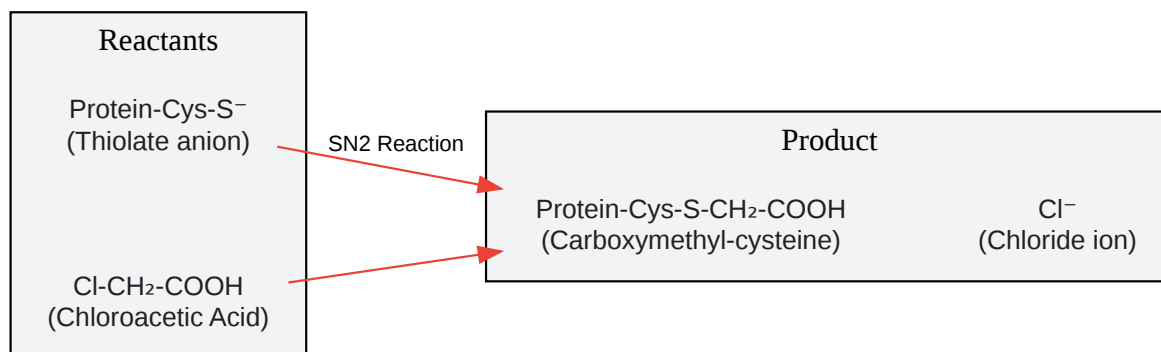 Reactants
Protein-Cys-S⁻
(Thiolate anion)
Cl-CH₂-COOH
(Chloroacetic Acid)
SN2 Reaction
Product
Protein-Cys-S-CH₂-COOH
(Carboxymethyl-cysteine)
Cl⁻
(Chloride ion)